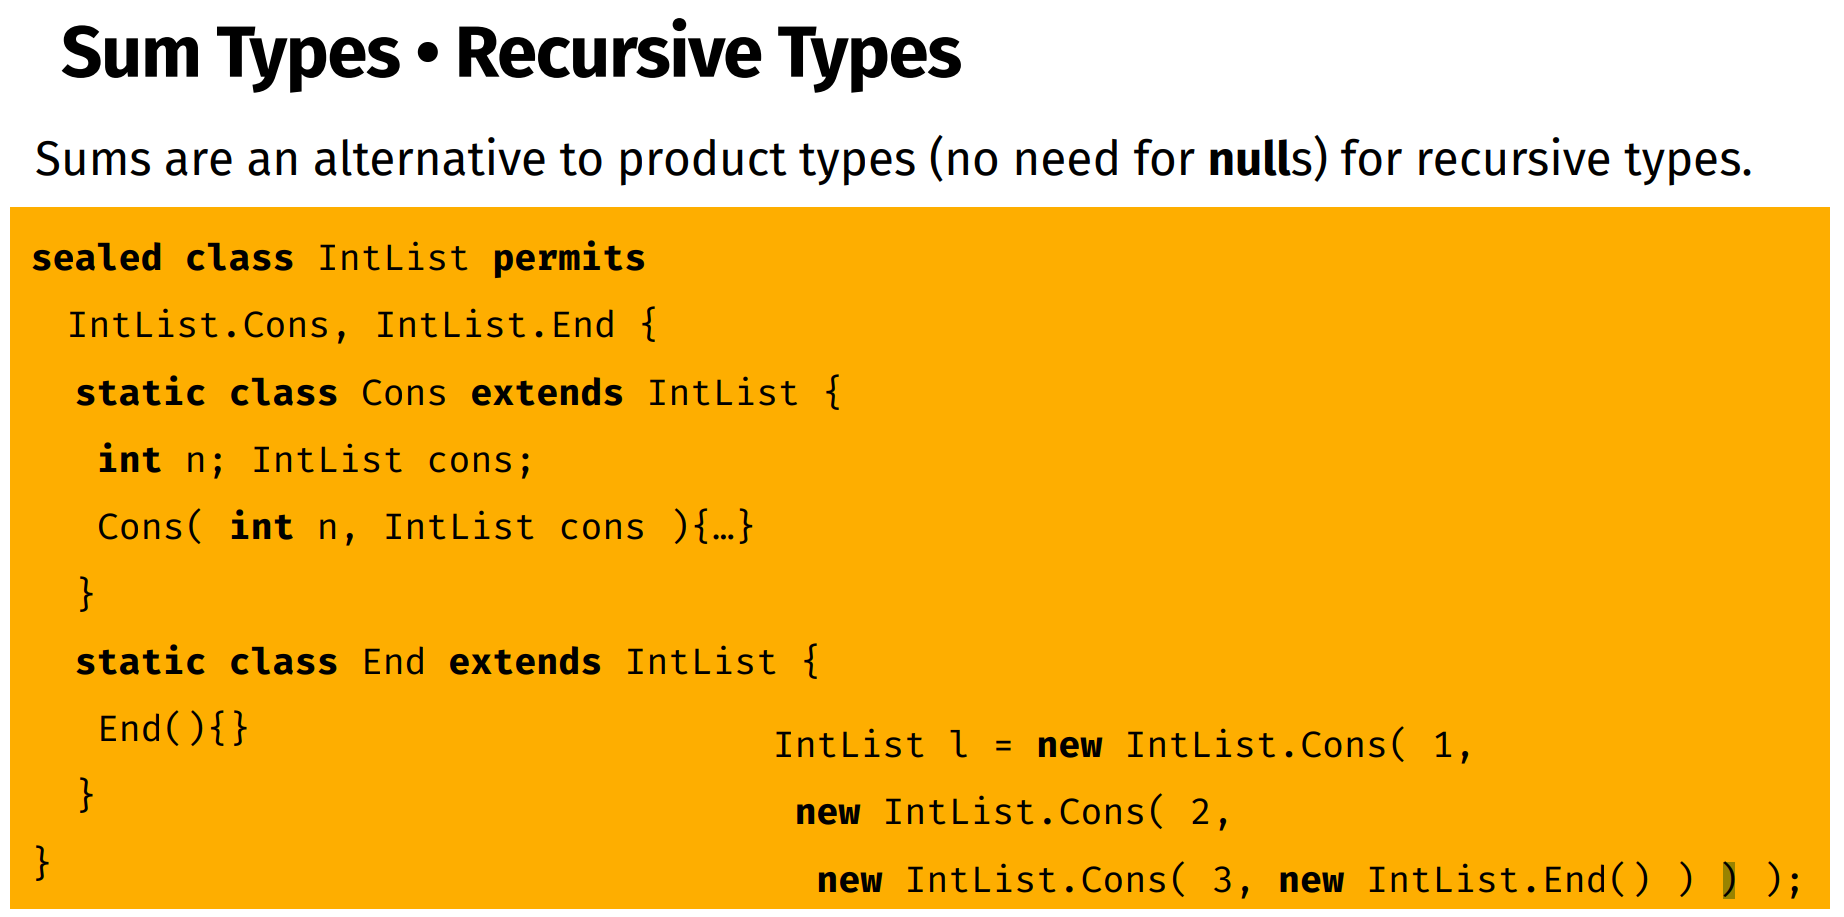 Sum Types • Recursive Types
Sums are an alternative to product types (no need for nulls) for recursive types.
sealed class IntList permits
IntList.Cons, IntList.End {
static class Cons extends IntList {
int n; IntList cons;
Cons( int n, IntList cons ){…}
}
static class End extends IntList {
End(){}
}
}
IntList l = new IntList.Cons( 1,
new IntList.Cons( 2,
new IntList.Cons( 3, new IntList.End() ) ) );